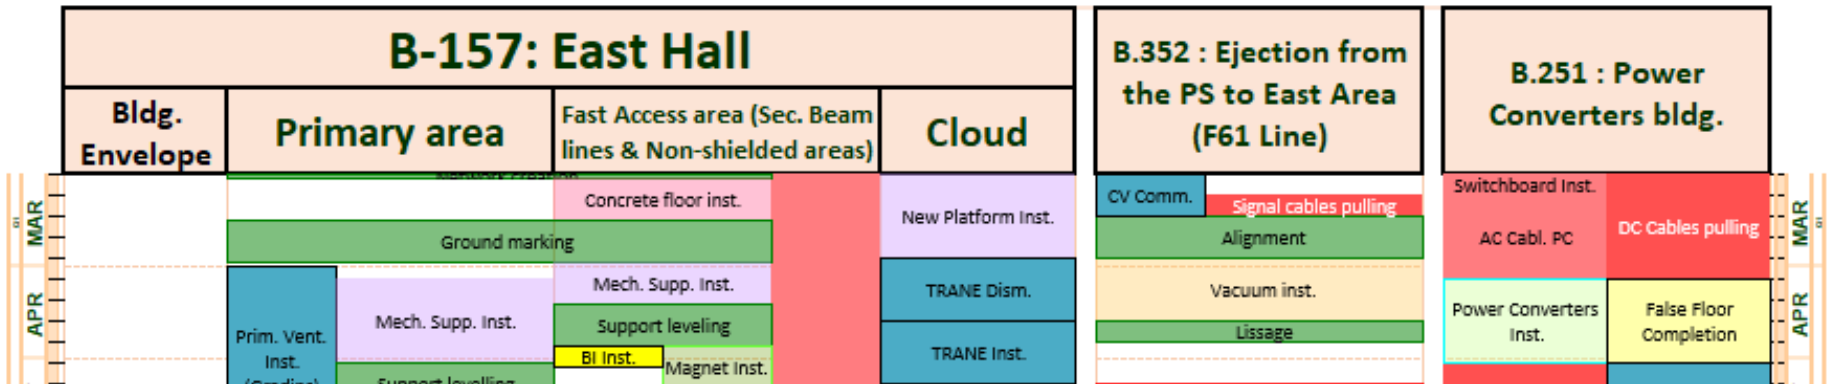 B-157: East Hall
B.352 : Ejection from
the PS to East Area
(F61 Line)
B.251 : Power
Converters bldg.
Bldg.
Envelope
Primary area
Fast Access area (Sec. Beam
lines & Non-shielded areas)
Cloud
MAR
Network creation
Concrete floor inst.
New Platform Inst.
CV Comm.
Signal cables pulling
Switchboard Inst.
MAR
Ground marking
Alignment
AC Cabl. PC
DC Cables pulling
APR
Prim. Vent.
Inst.
Mech. Supp. Inst.
Mech. Supp. Inst.
Support leveling
BI Inst.
Magnet Inst.
TRANE Dism.
TRANE Inst.
Vacuum inst.
Lissage
Power Converters
Inst.
False Floor
Completion
APR
Support levelling